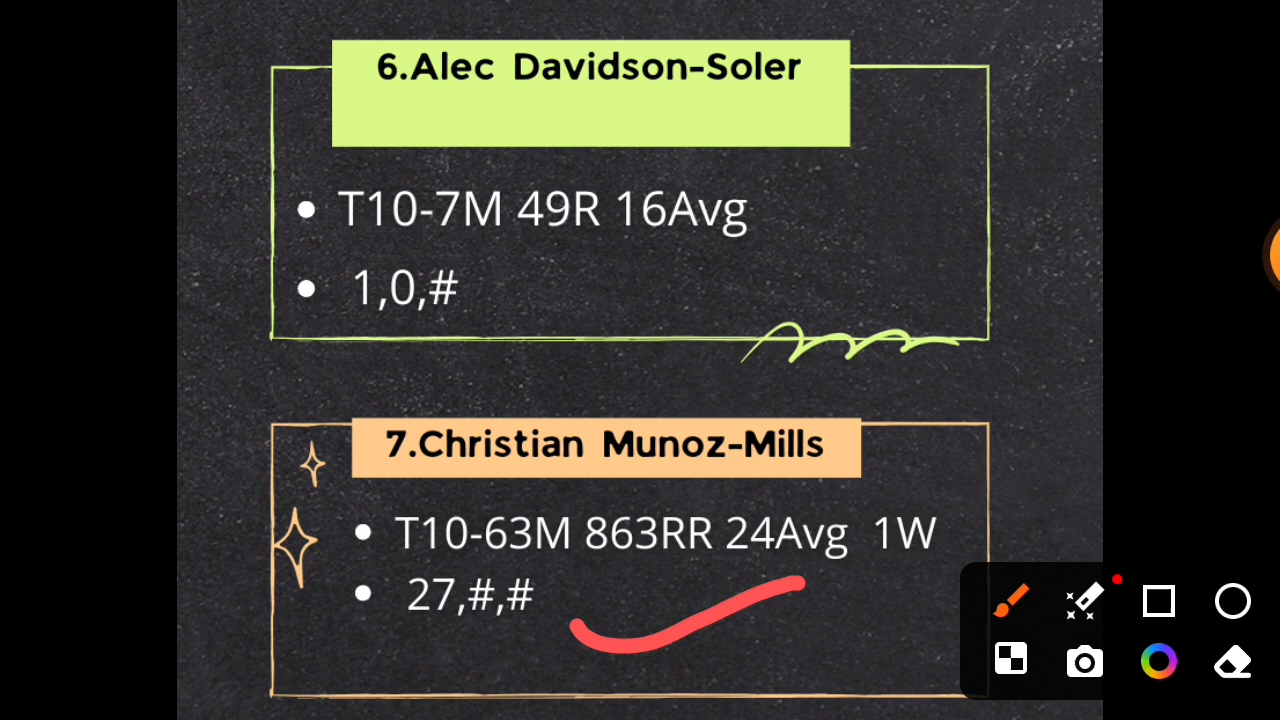 6.Alec Davidson-Soler
T10-7M 49R 16Avg
1,0,#
7.Christian Munoz-Mills
T10-63M 863RR 24Avg 1W
27,#,#